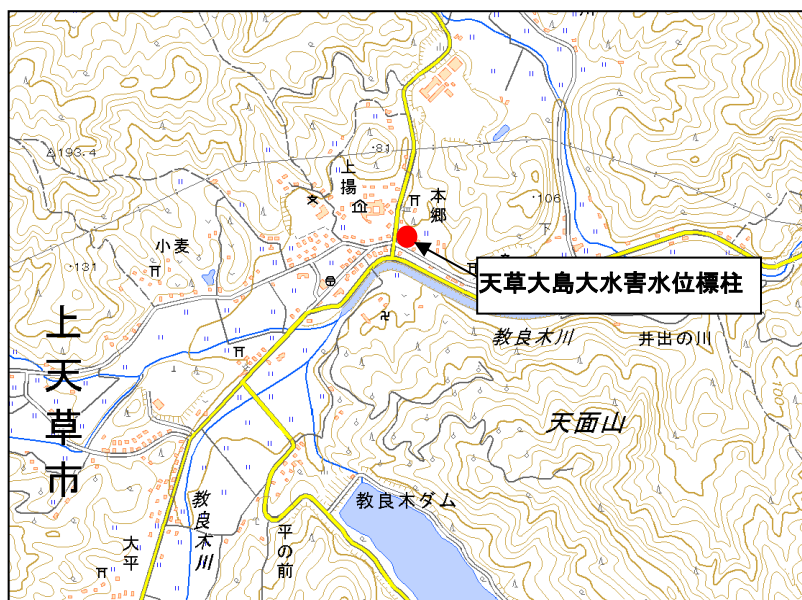 193.4
・81
上揚
本郷
・106
下
小麦
・131
天草大島大水害水位標柱
上天草市
教良木川
井出の川
100
天面山
教良木ダム
教良木川
平の前
大平